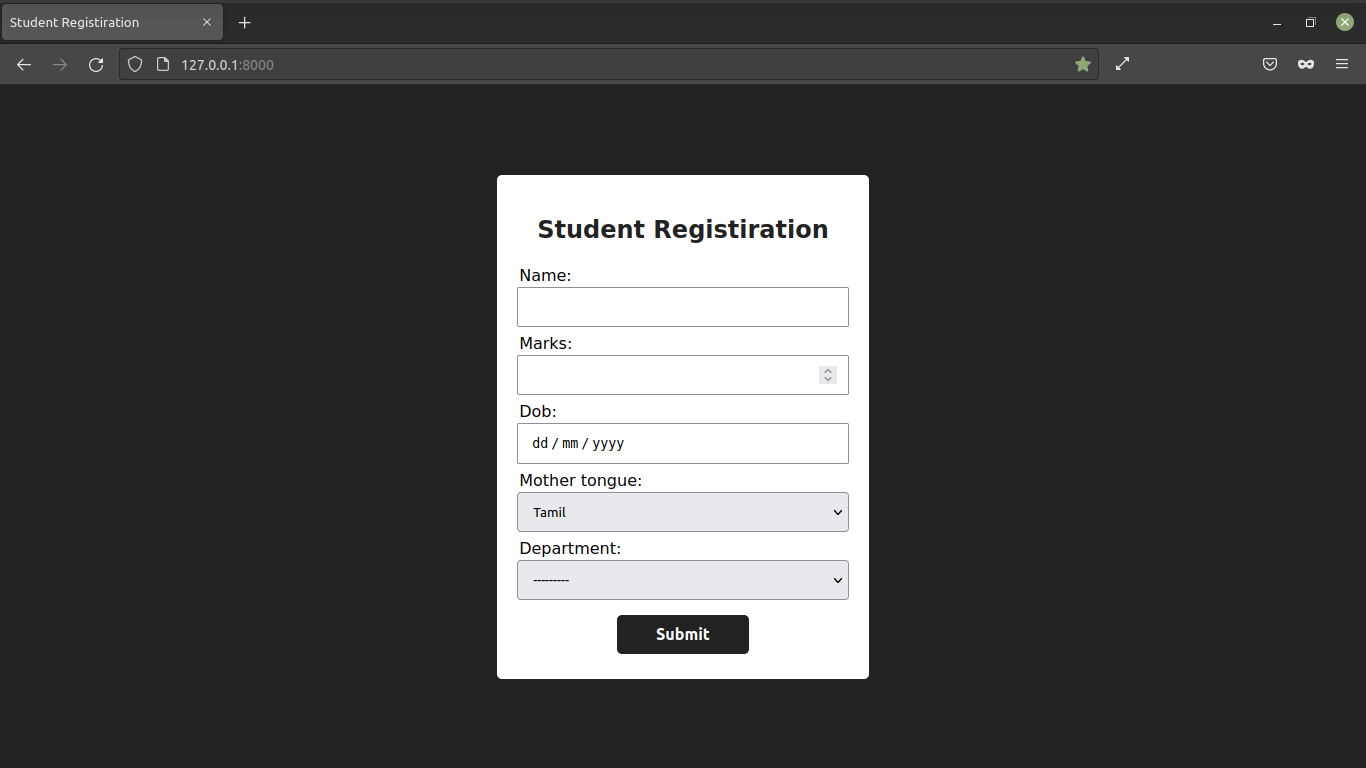 Student Registiration
127.0.0.1:8000
Student Registiration
Name:
Marks:
Dob:
dd / mm / yyyy
Mother tongue:
Tamil
Department:
---------
Submit